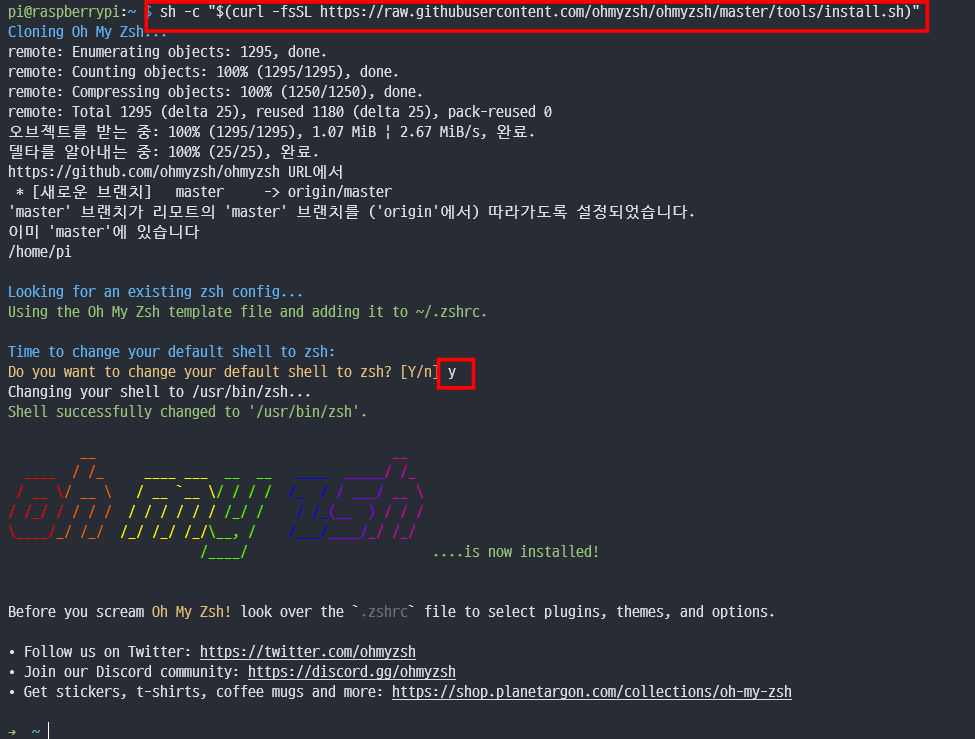 pi@raspberrypi:~ $ sh -c "$(curl -fsSL https://raw.githubusercontent.com/ohmyzsh/ohmyzsh/master/tools/install.sh)"
Cloning Oh My Zsh...
remote: Enumerating objects: 1295, done.
remote: Counting objects: 100% (1295/1295), done.
remote: Compressing objects: 100% (1250/1250), done.
remote: Total 1295 (delta 25), reused 1180 (delta 25), pack-reused 0
오브젝트를 받는 중: 100% (1295/1295), 1.07 MiB ¦ 2.67 MiB/s, 완료.
델타를 알아내는 중: 100% (25/25), 완료.
https://github.com/ohmyzsh/ohmyzsh URL에서
 * [새로운 브랜치]   master     -> origin/master
'master' 브랜치가 리모트의 'master' 브랜치를 ('origin'에서) 따라가도록 설정되었습니다.
이미 'master'에 있습니다
/home/pi
Looking for an existing zsh config...
Using the Oh My Zsh template file and adding it to ~/.zshrc.
Time to change your default shell to zsh:
Do you want to change your default shell to zsh? [Y/n] y
Changing your shell to /usr/bin/zsh...
Shell successfully changed to '/usr/bin/zsh'.
oh my zsh
....is now installed!
Before you scream Oh My Zsh! look over the `.zshrc` file to select plugins, themes, and options.
• Follow us on Twitter: https://twitter.com/ohmyzsh
• Join our Discord community: https://discord.gg/ohmyzsh
• Get stickers, t-shirts, coffee mugs and more: https://shop.planetargon.com/collections/oh-my-zsh
➜  ~